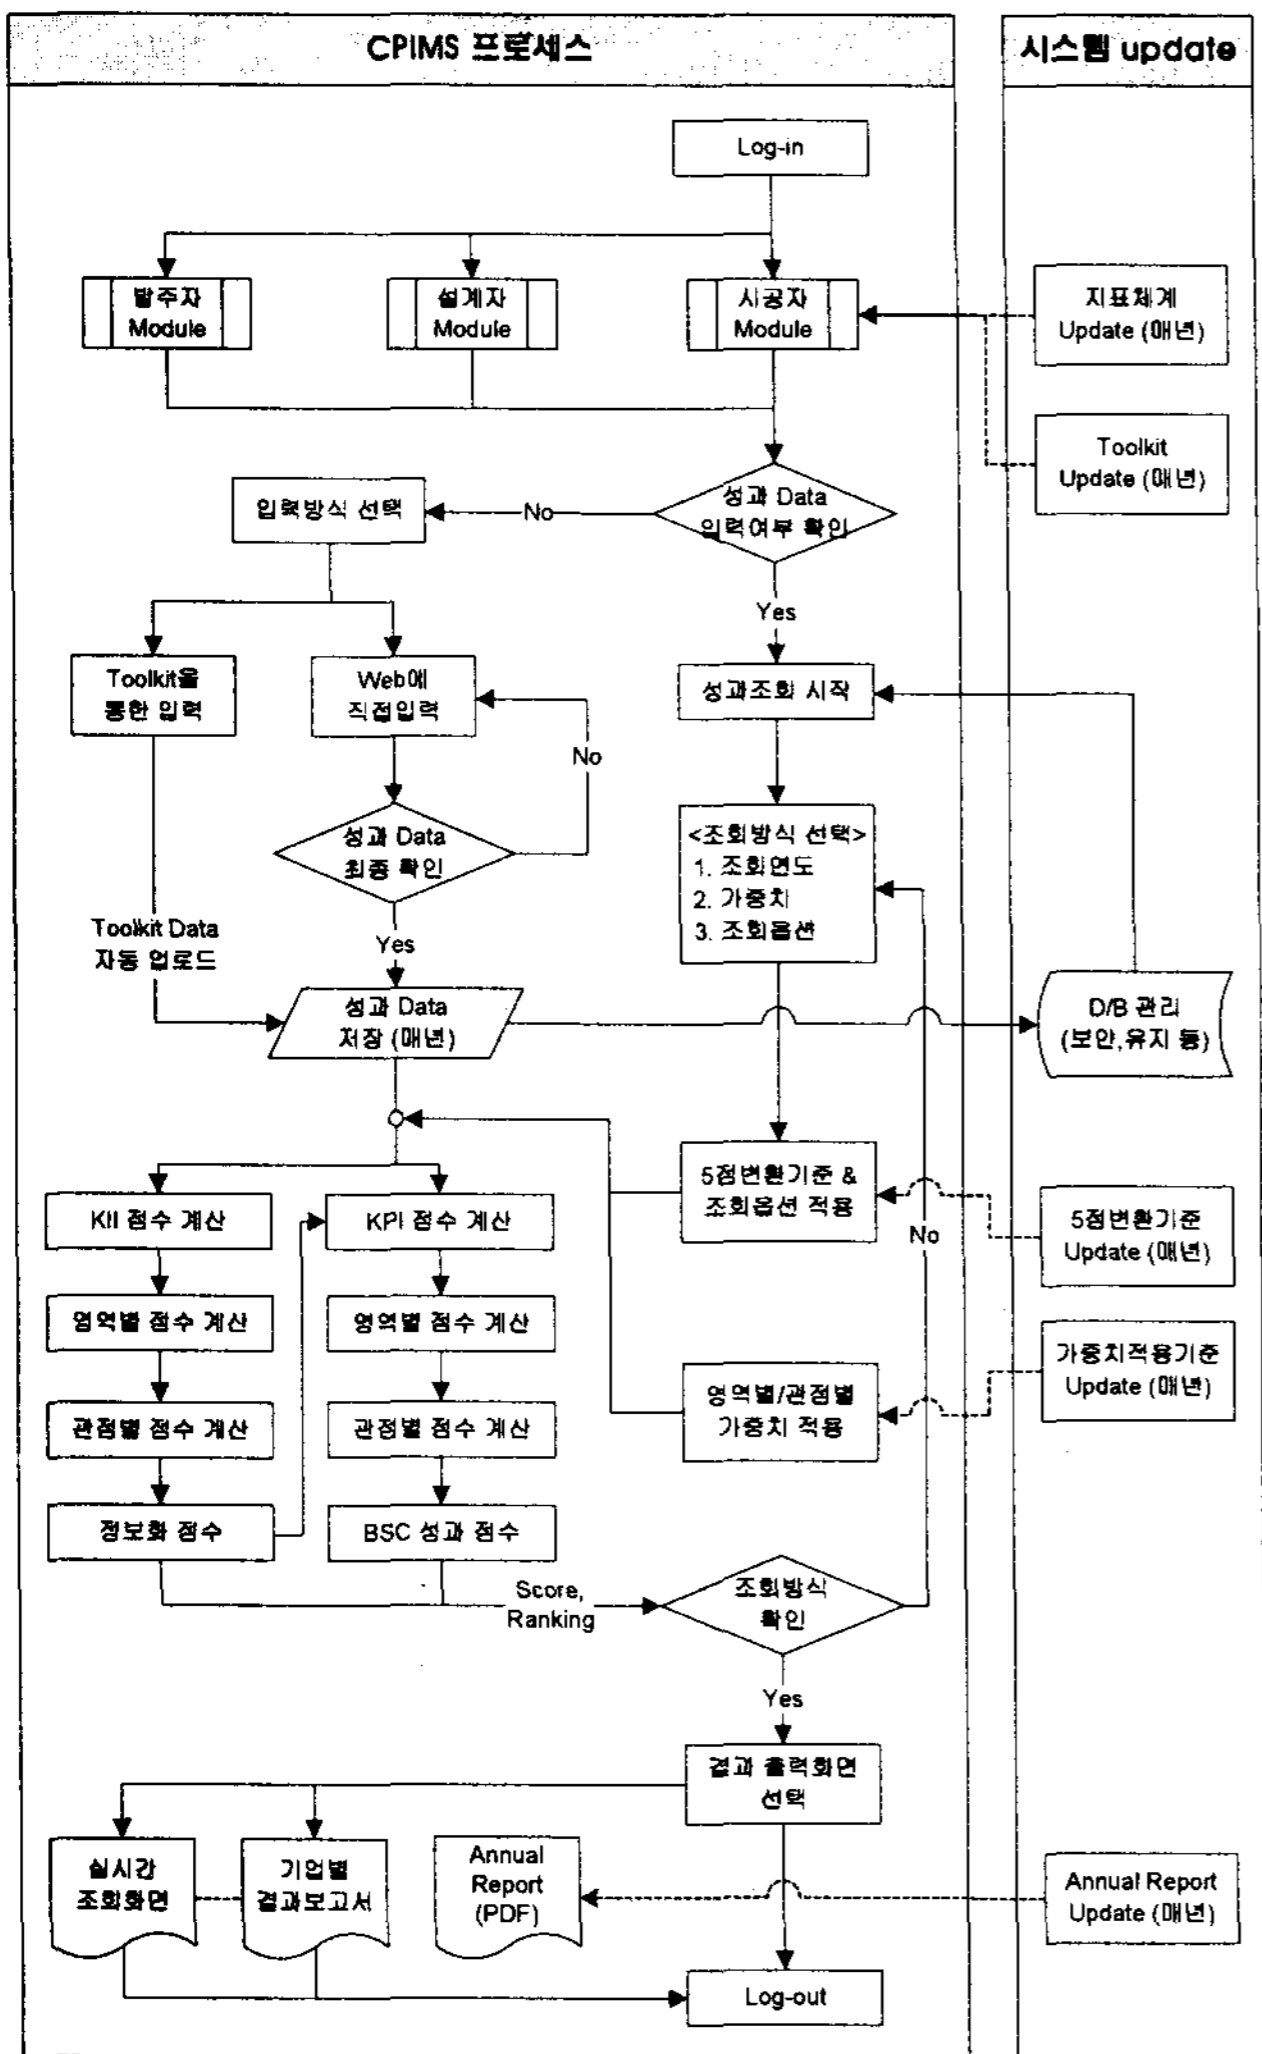 CPIMS 프로세스
시스템 update
Log-in
발주자
Module
설계자
Module
시공자
Module
지표체계
Update (매년)
Toolkit
Update (매년)
성과 Data
입력여부 확인
No
입력방식 선택
Yes
Toolkit을
통한 입력
Web에
직접입력
성과조회 시작
No
성과 Data
최종 확인
<조회방식 선택>
1. 조회연도
2. 가중치
3. 조회옵션
Toolkit Data
자동 업로드
Yes
성과 Data
저장 (매년)
D/B 관리
(보안,유지 등)
5점변환기준 &
조회옵션 적용
5점변환기준
Update (매년)
No
KII 점수 계산
KPI 점수 계산
영역별 점수 계산
영역별 점수 계산
가중치적용기준
Update (매년)
영역별/관점별
가중치 적용
관점별 점수 계산
관점별 점수 계산
정보화 점수
BSC 성과 점수
Score,
Ranking
조회방식
확인
Yes
결과 출력화면
선택
실시간
조회화면
기업별
결과보고서
Annual
Report
(PDF)
Annual Report
Update (매년)
Log-out